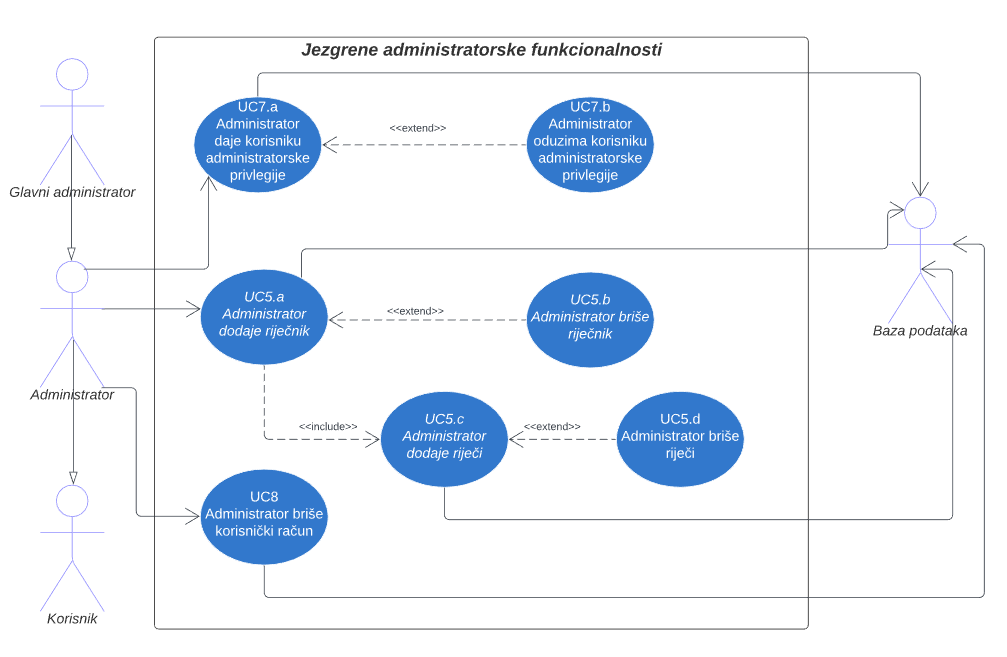 Jezgrene administratorske funkcionalnosti
UC7.a
Administrator
daje korisniku
administratorske
privlegije
<<extend>>
UC7.b
Administrator
oduzima korisniku
administratorske
privlegije
Glavni administrator
UC5.a
Administrator
dodaje riječnik
<<extend>>
UC5.b
Administrator briše
riječnik
Baza podataka
Administrator
<<include>>
UC5.c
Administrator
dodaje riječi
<<extend>>
UC5.d
Administrator briše
riječi
UC8
Administrator briše
korisnički račun
Korisnik